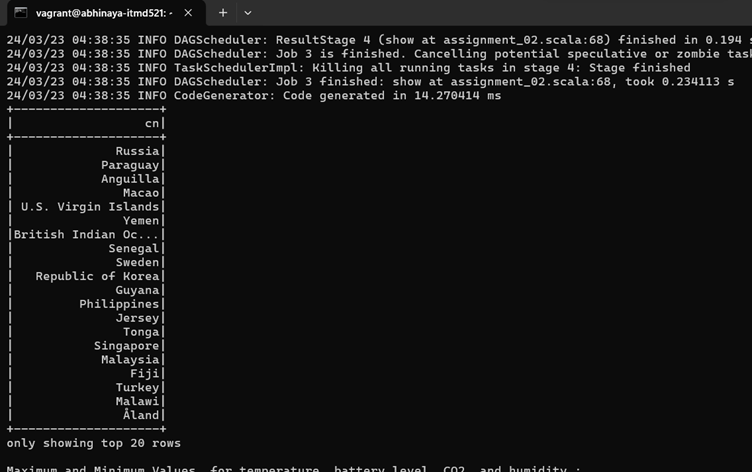 vagrant@abhinaya-itmd521: ~
24/03/23 04:38:35 INFO DAGScheduler: ResultStage 4 (show at assignment_02.scala:68) finished in 0.194 s
24/03/23 04:38:35 INFO DAGScheduler: Job 3 is finished. Cancelling potential speculative or zombie tas
24/03/23 04:38:35 INFO TaskSchedulerImpl: Killing all running tasks in stage 4: Stage finished
24/03/23 04:38:35 INFO DAGScheduler: Job 3 finished: show at assignment_02.scala:68, took 0.234113 s
24/03/23 04:38:35 INFO CodeGenerator: Code generated in 14.270414 ms
+--------------------+
|                  cn|
+--------------------+
|              Russia|
|            Paraguay|
|            Anguilla|
|               Macao|
| U.S. Virgin Islands|
|               Yemen|
|British Indian Oc...|
|             Senegal|
|              Sweden|
|   Republic of Korea|
|              Guyana|
|         Philippines|
|              Jersey|
|               Tonga|
|           Singapore|
|            Malaysia|
|                Fiji|
|              Turkey|
|              Malawi|
|               Åland|
+--------------------+
only showing top 20 rows
Maximum and Minimum Values  for temperature, battery level, CO2, and humidity :